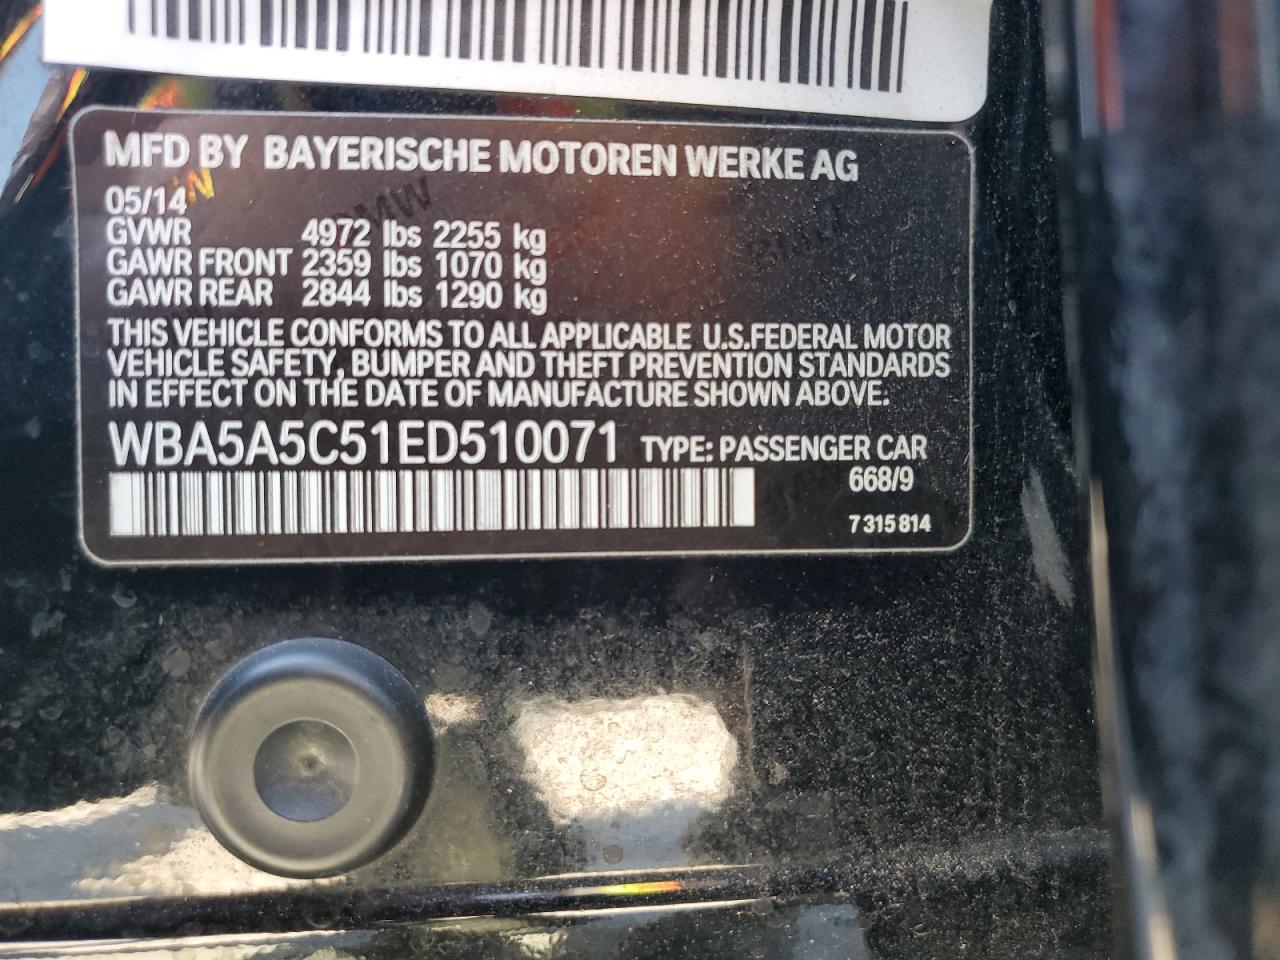 MFD BY BAYERISCHE MOTOREN WERKE AG
05/14
GVWR 4972 lbs 2255 kg
GAWR FRONT 2359 lbs 1070 kg
GAWR REAR 2844 lbs 1290 kg
THIS VEHICLE CONFORMS TO ALL APPLICABLE U.S.FEDERAL MOTOR
VEHICLE SAFETY, BUMPER AND THEFT PREVENTION STANDARDS
IN EFFECT ON THE DATE OF MANUFACTURE SHOWN ABOVE.
WBA5A5C51ED510071 TYPE: PASSENGER CAR
668/9
7 315 814